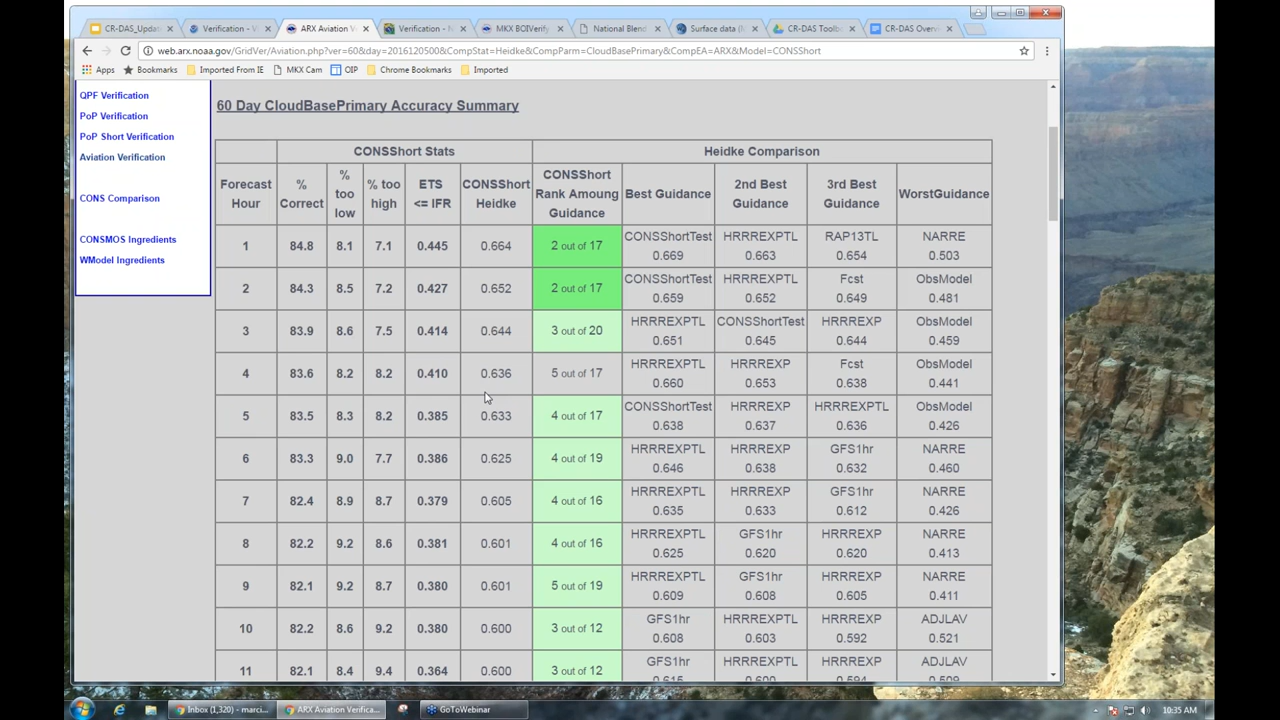 CR-DAS_Updat
Verification - V
ARX Aviation V
Verification - N
MKX BOIVerify
National Blend
Surface data (M
CR-DAS Toolb
CR-DAS Overv
web.arx.noaa.gov/GridVer/Aviation.php?ver=60&day=2016120500&CompStat=Heidke&CompParm=CloudBasePrimary&CompEA=ARX&Model=CONSShort
Apps Bookmarks Imported From IE MKX Cam OIP Chrome Bookmarks Imported
QPF Verification
PoP Verification
PoP Short Verification
Aviation Verification
CONS Comparison
CONSMOS Ingredients
WModel Ingredients
60 Day CloudBasePrimary Accuracy Summary
CONSShort Stats Heidke Comparison
Forecast Hour % Correct % too low % too high ETS <= IFR CONSShort Heidke CONSShort Rank Amoung Guidance Best Guidance 2nd Best Guidance 3rd Best Guidance WorstGuidance
1 84.8 8.1 7.1 0.445 0.664 2 out of 17 CONSShortTest 0.669 HRRREXPTL 0.663 RAP13TL 0.654 NARRE 0.503
2 84.3 8.5 7.2 0.427 0.652 2 out of 17 CONSShortTest 0.659 HRRREXPTL 0.652 Fcst 0.649 ObsModel 0.481
3 83.9 8.6 7.5 0.414 0.644 3 out of 20 HRRREXPTL 0.651 CONSShortTest 0.645 HRRREXP 0.644 ObsModel 0.459
4 83.6 8.2 8.2 0.410 0.636 5 out of 17 HRRREXPTL 0.660 HRRREXP 0.653 Fcst 0.638 ObsModel 0.441
5 83.5 8.3 8.2 0.385 0.633 4 out of 17 CONSShortTest 0.638 HRRREXP 0.637 HRRREXPTL 0.636 ObsModel 0.426
6 83.3 9.0 7.7 0.386 0.625 4 out of 19 HRRREXPTL 0.646 HRRREXP 0.638 GFS1hr 0.632 NARRE 0.460
7 82.4 8.9 8.7 0.379 0.605 4 out of 16 HRRREXPTL 0.635 HRRREXP 0.633 GFS1hr 0.612 NARRE 0.426
8 82.2 9.2 8.6 0.381 0.601 4 out of 16 HRRREXPTL 0.625 GFS1hr 0.620 HRRREXP 0.620 NARRE 0.413
9 82.1 9.2 8.7 0.380 0.601 5 out of 19 HRRREXPTL 0.609 GFS1hr 0.608 HRRREXP 0.605 NARRE 0.411
10 82.2 8.6 9.2 0.380 0.600 3 out of 12 GFS1hr 0.608 HRRREXPTL 0.603 HRRREXP 0.592 ADJLAV 0.521
11 82.1 8.4 9.4 0.364 0.600 3 out of 12 GFS1hr HRRREXPTL HRRREXP ADJLAV
Inbox (1,320) - marci...
ARX Aviation Verifica...
GoToWebinar
10:35 AM